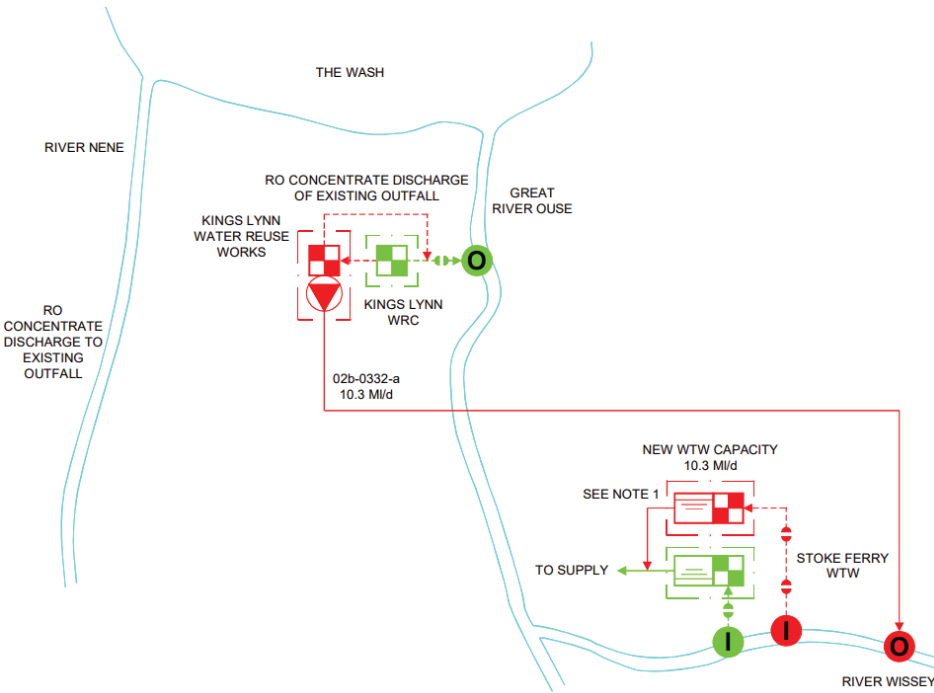 THE WASH
RIVER NENE
RO CONCENTRATE DISCHARGE
OF EXISTING OUTFALL
GREAT
RIVER OUSE
KINGS LYNN
WATER REUSE
WORKS
O
KINGS LYNN
WRC
RO
CONCENTRATE
DISCHARGE TO
EXISTING
OUTFALL
02b-0332-a
10.3 Ml/d
NEW WTW CAPACITY
10.3 Ml/d
SEE NOTE 1
STOKE FERRY
WTW
TO SUPPLY
I
I
O
RIVER WISSEY